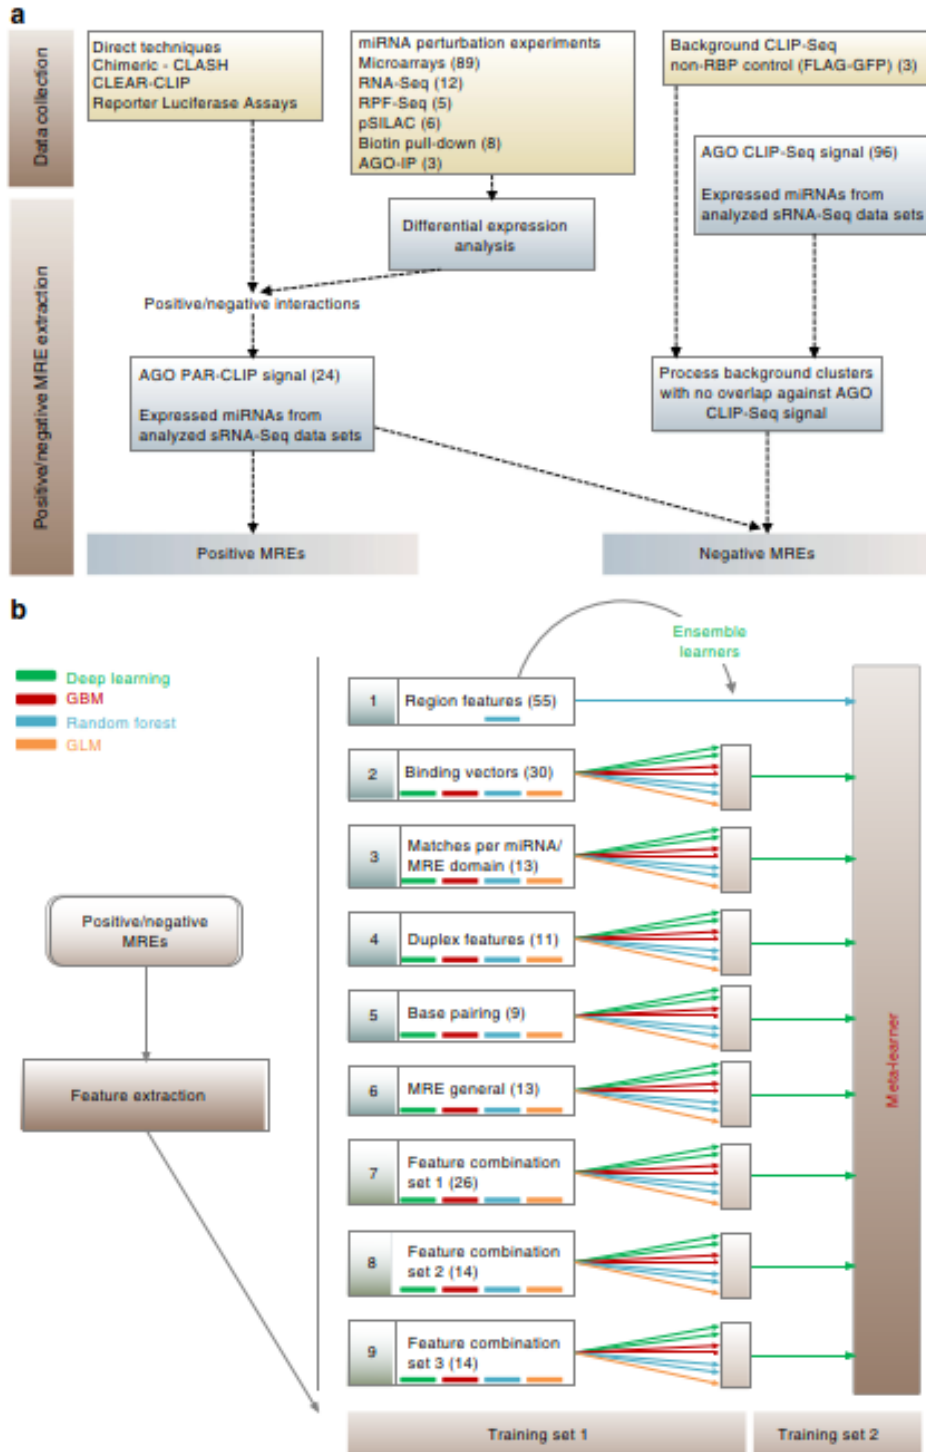 a
Data collection
Direct techniques
Chimeric - CLASH
CLEAR-CLIP
Reporter Luciferase Assays
miRNA perturbation experiments
Microarrays (89)
RNA-Seq (12)
RPF-Seq (5)
pSILAC (6)
Biotin pull-down (8)
AGO-IP (3)
Background CLIP-Seq
non-RBP control (FLAG-GFP) (3)
AGO CLIP-Seq signal (96)
Expressed miRNAs from
analyzed sRNA-Seq data sets
Positive/negative MRE extraction
Differential expression
analysis
Positive/negative interactions
AGO PAR-CLIP signal (24)
Expressed miRNAs from
analyzed sRNA-Seq data sets
Process background clusters
with no overlap against AGO
CLIP-Seq signal
Positive MREs
Negative MREs
b
Deep learning
GBM
Random forest
GLM
Positive/negative
MREs
Feature extraction
Ensemble
learners
1 Region features (55)
2 Binding vectors (30)
3 Matches per miRNA/
MRE domain (13)
4 Duplex features (11)
5 Base pairing (9)
6 MRE general (13)
7 Feature combination
set 1 (26)
8 Feature combination
set 2 (14)
9 Feature combination
set 3 (14)
Meta-learner
Training set 1
Training set 2